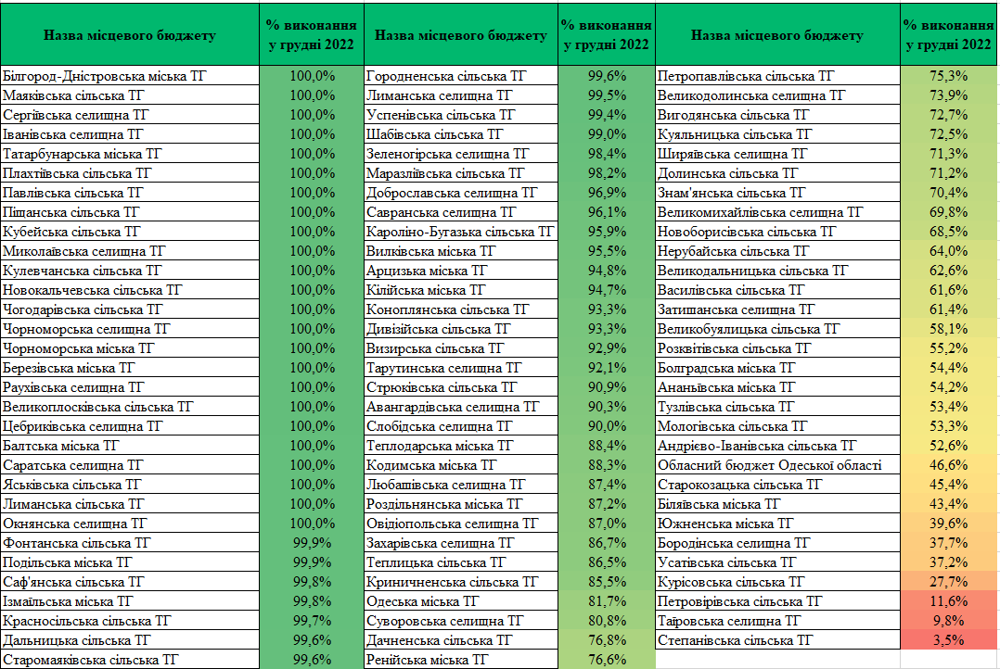 Назва місцевого бюджету % виконання у грудні 2022 Назва місцевого бюджету % виконання у грудні 2022 Назва місцевого бюджету % виконання у грудні 2022
Білгород-Дністровська міська ТГ 100,0% Городненська сільська ТГ 99,6% Петропавлівська сільська ТГ 75,3%
Маяківська сільська ТГ 100,0% Лиманська селищна ТГ 99,5% Великодолинська селищна ТГ 73,9%
Сергіївська селищна ТГ 100,0% Успенівська сільська ТГ 99,4% Вигодянська сільська ТГ 72,7%
Іванівська селищна ТГ 100,0% Шабівська сільська ТГ 99,0% Куяльницька сільська ТГ 72,5%
Татарбунарська міська ТГ 100,0% Зеленогірська селищна ТГ 98,4% Ширяївська селищна ТГ 71,3%
Плахтіївська сільська ТГ 100,0% Маразліївська сільська ТГ 98,2% Долинська сільська ТГ 71,2%
Павлівська сільська ТГ 100,0% Доброславська селищна ТГ 96,9% Знам'янська сільська ТГ 70,4%
Піщанська сільська ТГ 100,0% Савранська селищна ТГ 96,1% Великомихайлівська селищна ТГ 69,8%
Кубейська сільська ТГ 100,0% Кароліно-Бугазька сільська ТГ 95,9% Новоборисівська сільська ТГ 68,5%
Миколаївська селищна ТГ 100,0% Вилківська міська ТГ 95,5% Нерубайська сільська ТГ 64,0%
Кулевчанська сільська ТГ 100,0% Арцизька міська ТГ 94,8% Великодальницька сільська ТГ 62,6%
Новокальчевська сільська ТГ 100,0% Кілійська міська ТГ 94,7% Василівська сільська ТГ 61,6%
Чогодарівська сільська ТГ 100,0% Коноплянська сільська ТГ 93,3% Затишанська селищна ТГ 61,4%
Чорноморська селищна ТГ 100,0% Дивізійська сільська ТГ 93,3% Великобуялицька сільська ТГ 58,1%
Чорноморська міська ТГ 100,0% Визирська сільська ТГ 92,9% Розквітівська сільська ТГ 55,2%
Березівська міська ТГ 100,0% Тарутинська селищна ТГ 92,1% Болградська міська ТГ 54,4%
Раухівська селищна ТГ 100,0% Стрюківська сільська ТГ 90,9% Ананьївська міська ТГ 54,2%
Великоплосківська сільська ТГ 100,0% Авангардівська селищна ТГ 90,3% Тузлівська сільська ТГ 53,4%
Цебриківська селищна ТГ 100,0% Слобідська селищна ТГ 90,0% Мологівська сільська ТГ 53,3%
Балтська міська ТГ 100,0% Теплодарська міська ТГ 88,4% Андрієво-Іванівська сільська ТГ 52,6%
Саратська селищна ТГ 100,0% Кодимська міська ТГ 88,3% Обласний бюджет Одеської області 46,6%
Яськівська сільська ТГ 100,0% Любашівська селищна ТГ 87,4% Старокозацька сільська ТГ 45,4%
Лиманська сільська ТГ 100,0% Роздільнянська міська ТГ 87,2% Біляївська міська ТГ 43,4%
Окнянська селищна ТГ 100,0% Овідіопольська селищна ТГ 87,0% Южненська міська ТГ 39,6%
Фонтанська сільська ТГ 99,9% Захарівська селищна ТГ 86,7% Бородінська селищна ТГ 37,7%
Подільська міська ТГ 99,9% Теплицька сільська ТГ 86,5% Усатівська сільська ТГ 37,2%
Саф'янська сільська ТГ 99,8% Криничненська сільська ТГ 85,5% Курісовська сільська ТГ 27,7%
Ізмаїльська міська ТГ 99,8% Одеська міська ТГ 81,7% Петровірівська сільська ТГ 11,6%
Красносільська сільська ТГ 99,7% Суворовська селищна ТГ 80,8% Таїровська селищна ТГ 9,8%
Дальницька сільська ТГ 99,6% Дачненська сільська ТГ 76,8% Степанівська сільська ТГ 3,5%
Старомаяківська сільська ТГ 99,6% Ренійська міська ТГ 76,6%